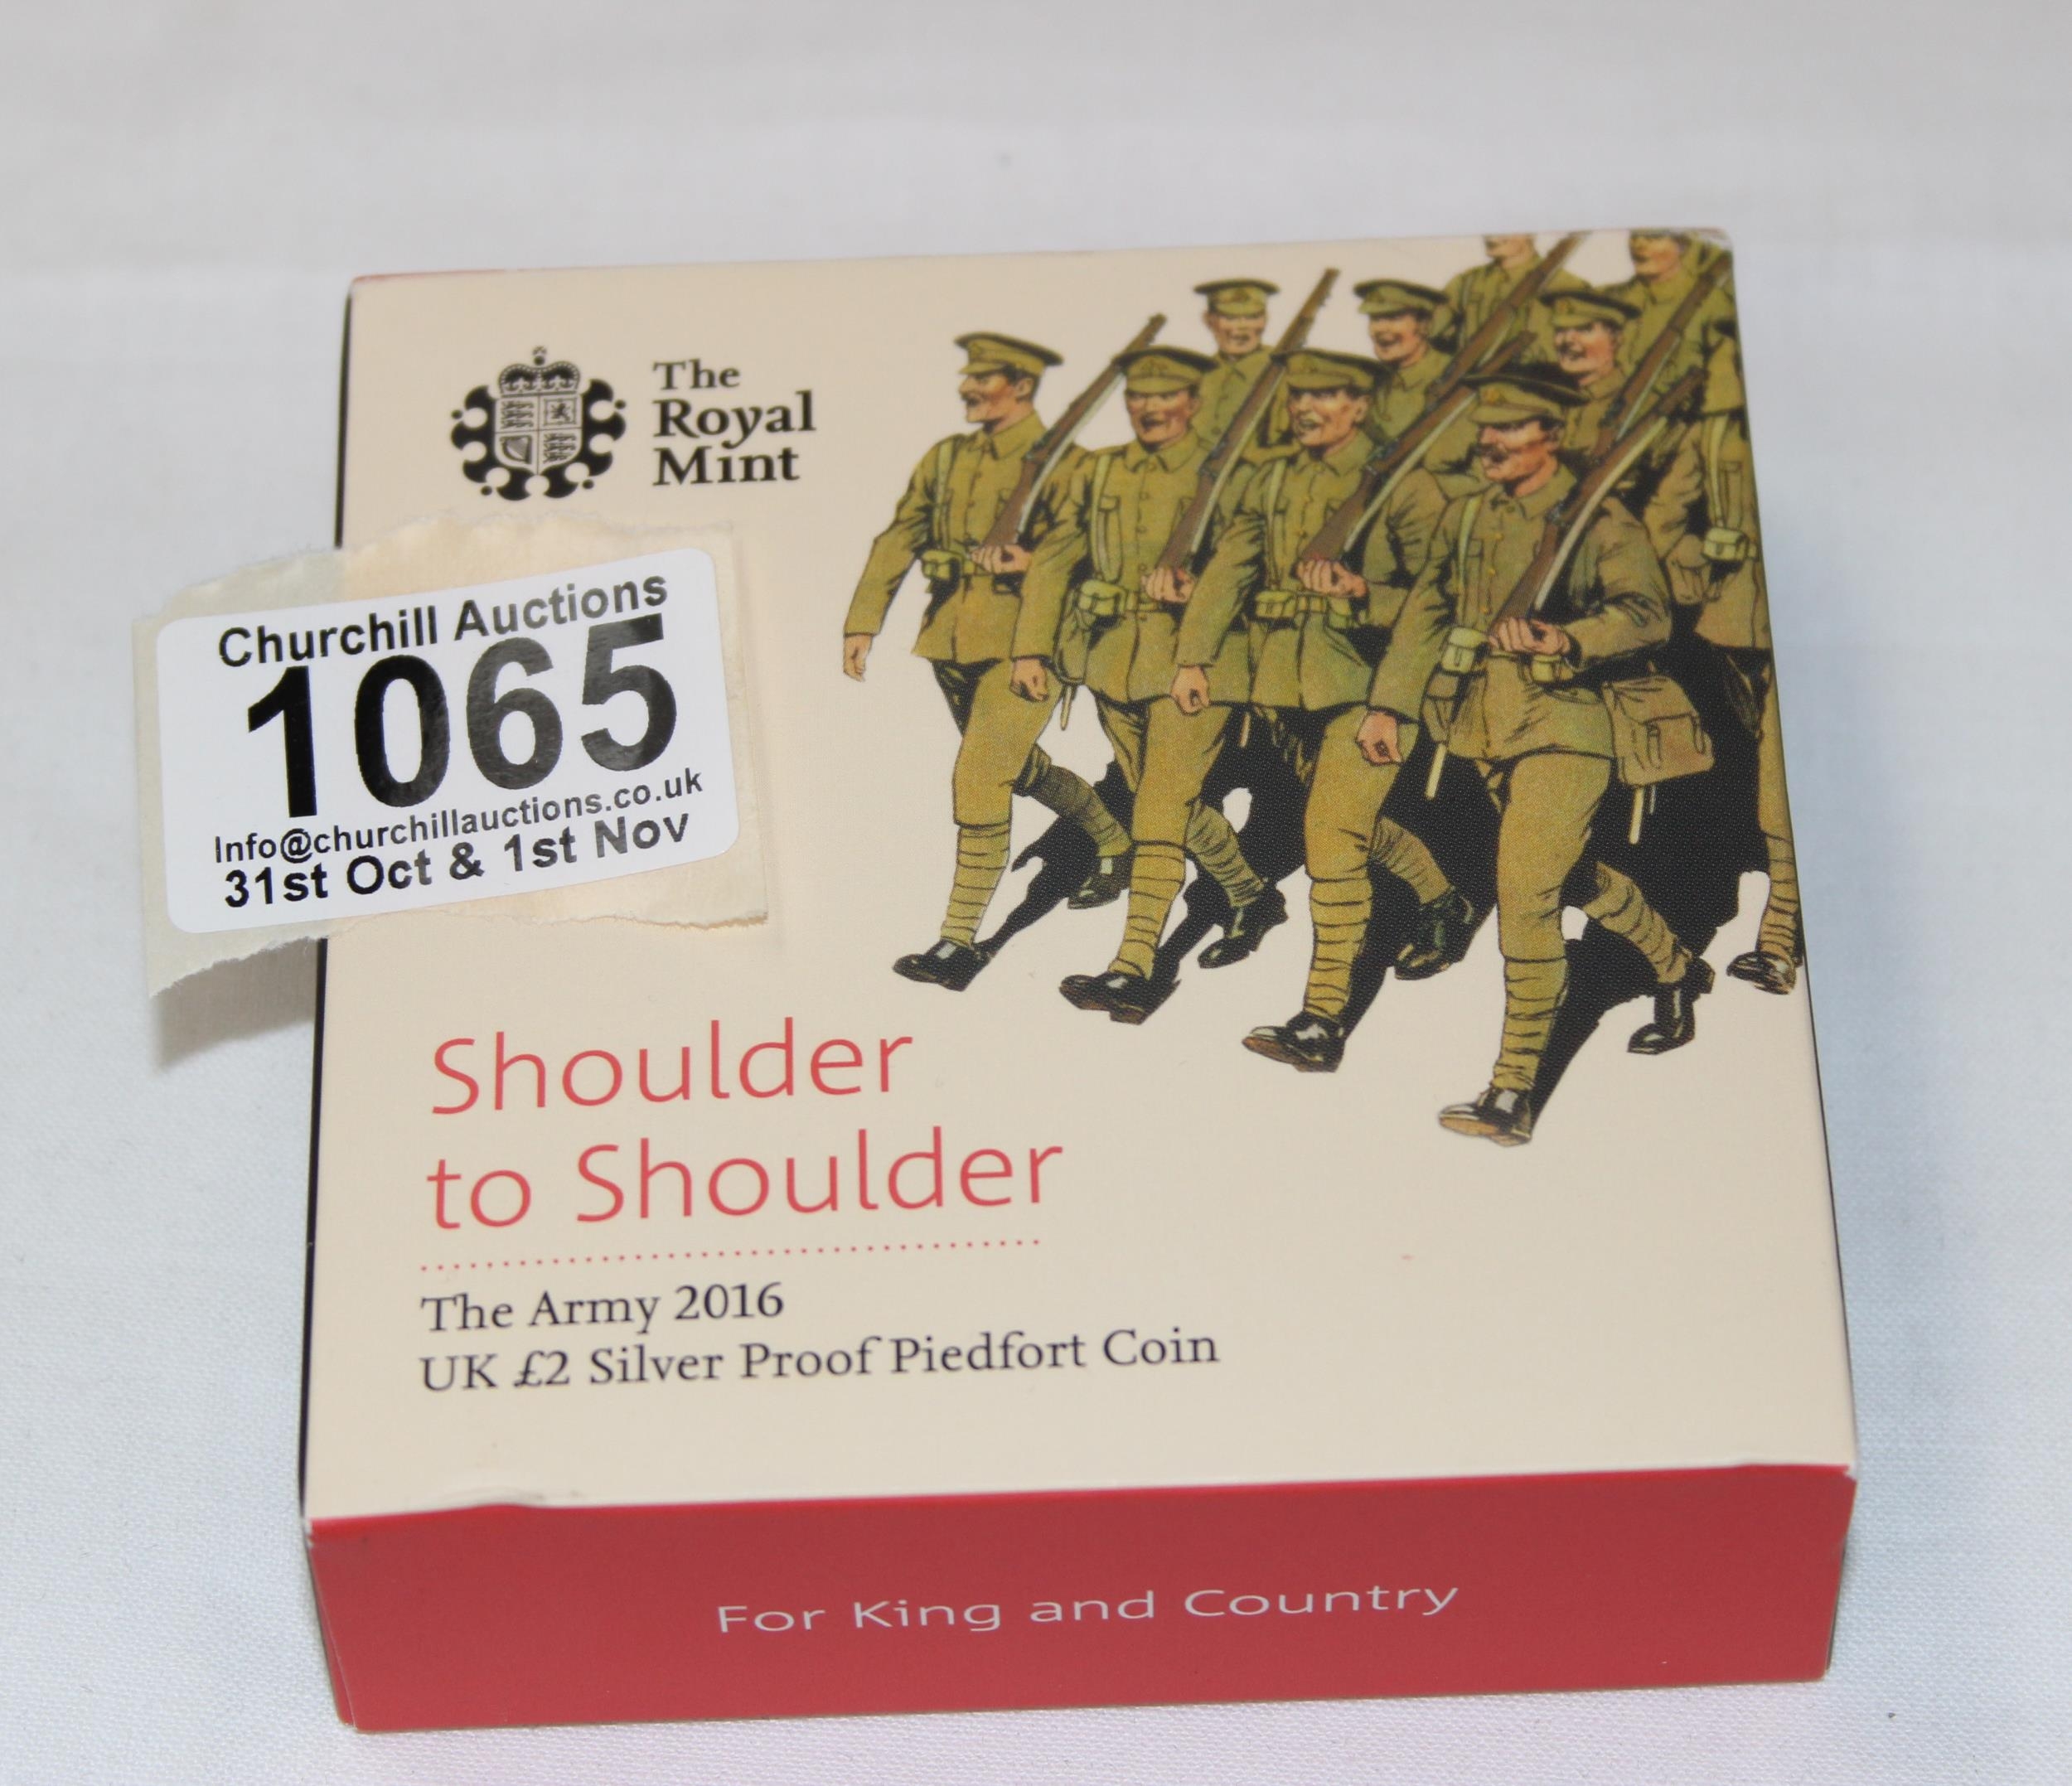 The
Royal
Mint
Churchill Auctions
1065
Info@churchillauctions.co.uk
31st Oct & 1st Nov
Shoulder
to Shoulder
The Army 2016
UK £2 Silver Proof Piedfort Coin
For King and Country